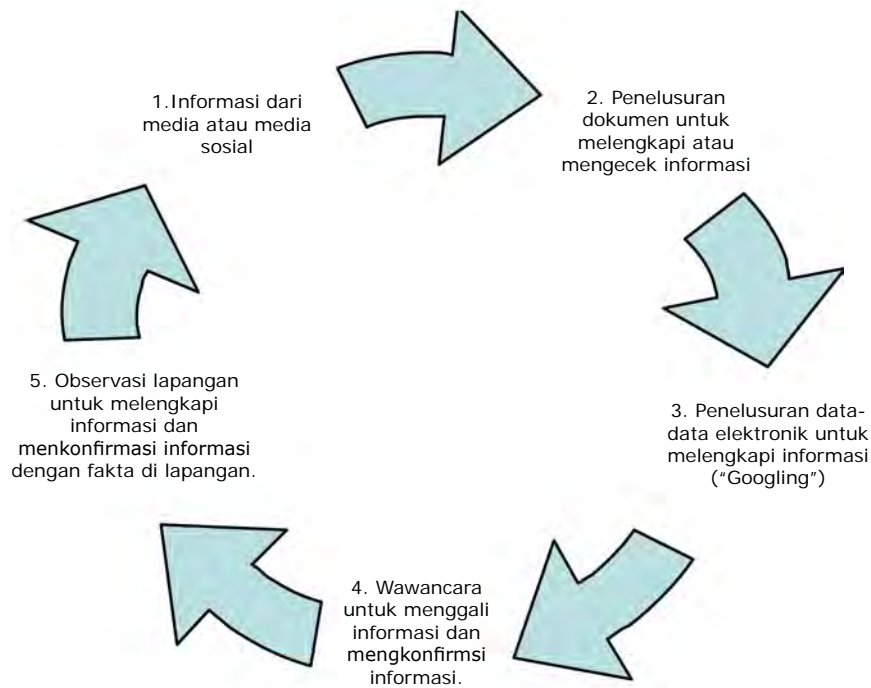 1.Informasi dari
media atau media
sosial
2. Penelusuran
dokumen untuk
melengkapi atau
mengecek informasi
3. Penelusuran data-
data elektronik untuk
melengkapi informasi
(“Googling”)
4. Wawancara
untuk menggali
informasi dan
mengkonfirmsi
informasi.
5. Observasi lapangan
untuk melengkapi
informasi dan
menkonfirmasi informasi
dengan fakta di lapangan.